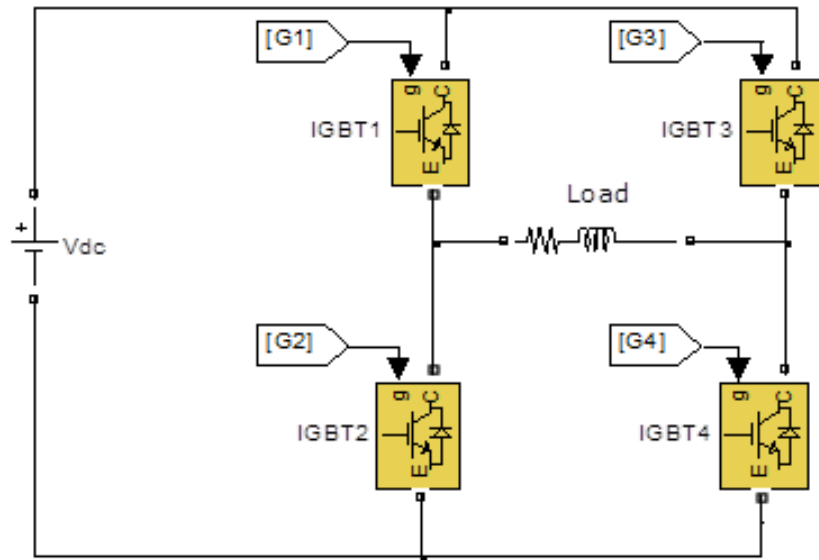 [G1]
[G3]
g
C
g
C
IGBT1
E
IGBT3
E
Load
+
Vdc
[G2]
[G4]
g
C
g
C
IGBT2
E
IGBT4
E